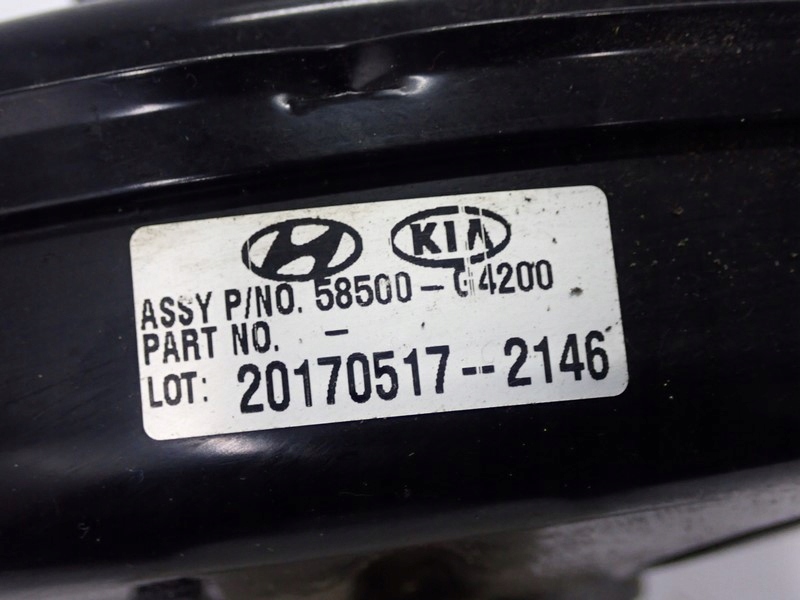 KIA
ASSY P/NO. 58500-G4200
PART NO. -
LOT: 20170517--2146